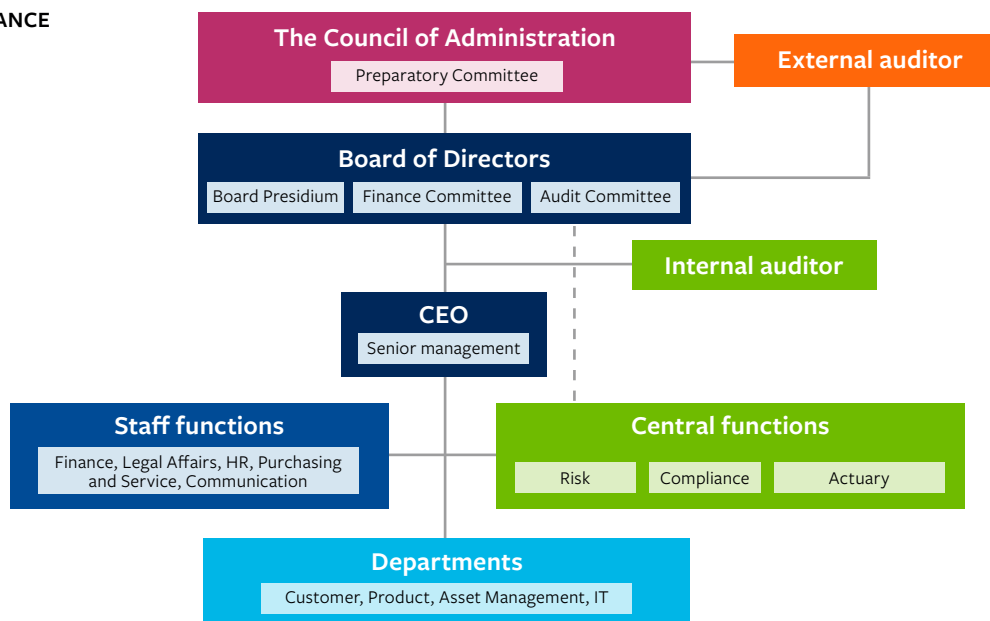 ANCE
The Council of Administration
Preparatory Committee
External auditor
Board of Directors
Board Presidium
Finance Committee
Audit Committee
Internal auditor
CEO
Senior management
Staff functions
Finance, Legal Affairs, HR, Purchasing
and Service, Communication
Central functions
Risk
Compliance
Actuary
Departments
Customer, Product, Asset Management, IT